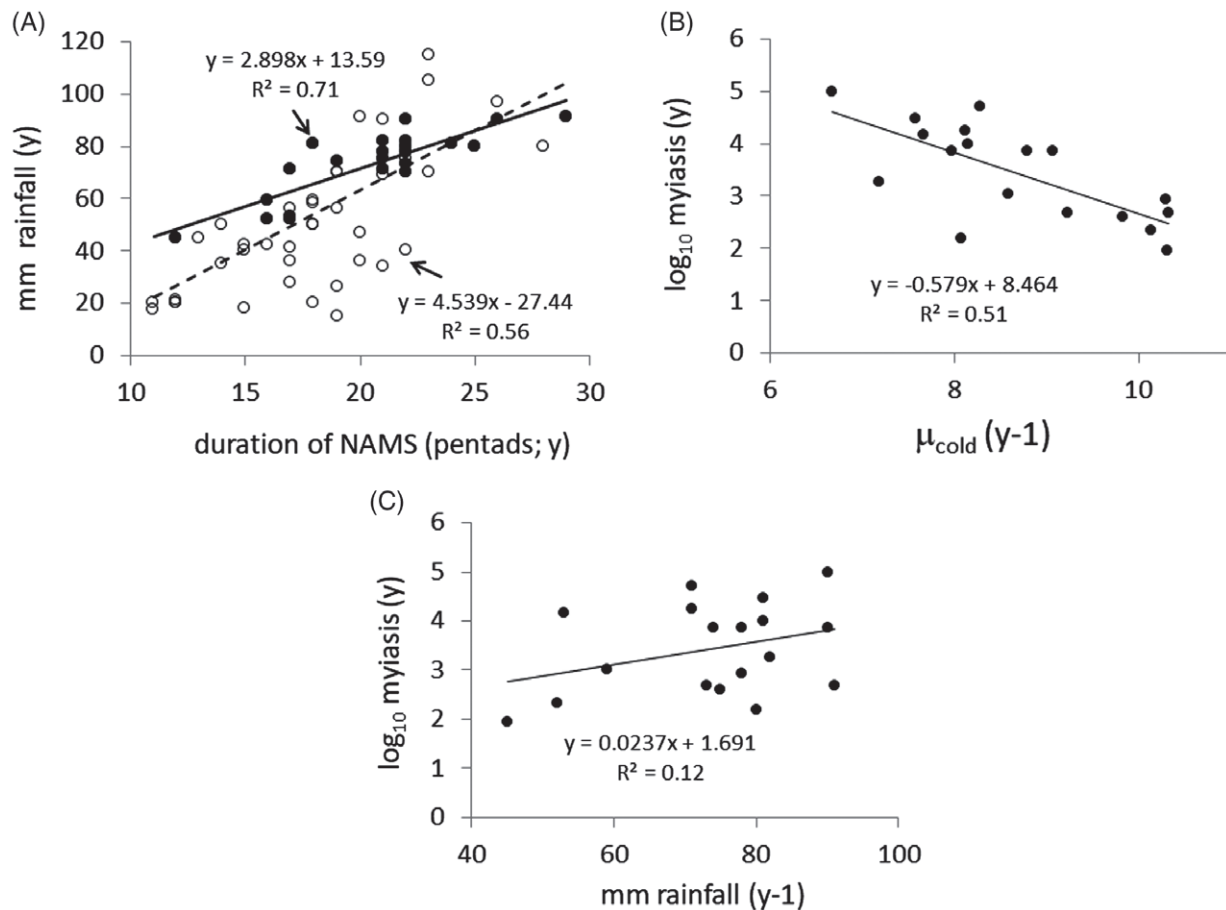 (A)
120
100
80
60
40
20
0
mm rainfall (y)
y = 2.898x + 13.59
R² = 0.71
y = 4.539x - 27.44
R² = 0.56
10 15 20 25 30
duration of NAMS (pentads; y)
(B)
6
5
4
3
2
1
0
log₁₀ myiasis (y)
y = -0.579x + 8.464
R² = 0.51
6 8 10
μcold (y-1)
(C)
6
5
4
3
2
1
0
log₁₀ myiasis (y)
y = 0.0237x + 1.691
R² = 0.12
40 60 80 100
mm rainfall (y-1)